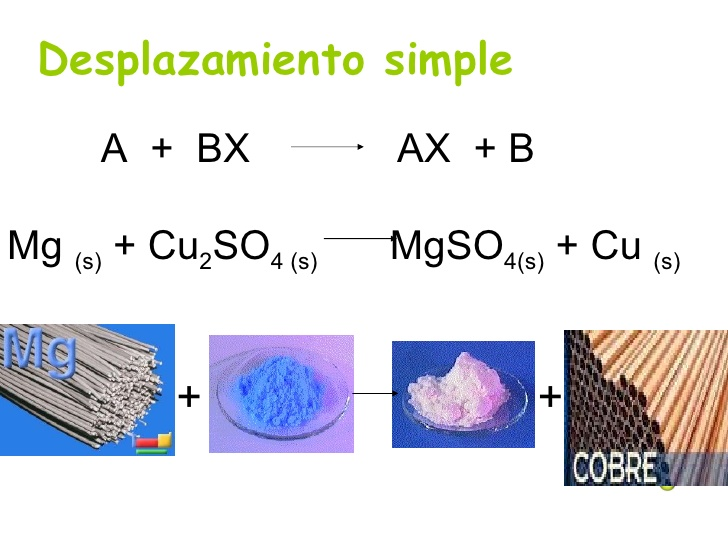 Desplazamiento simple
A + BX → AX + B
Mg (s) + Cu₂SO₄ (s) → MgSO₄(s) + Cu (s)
Mg + → + COBRE